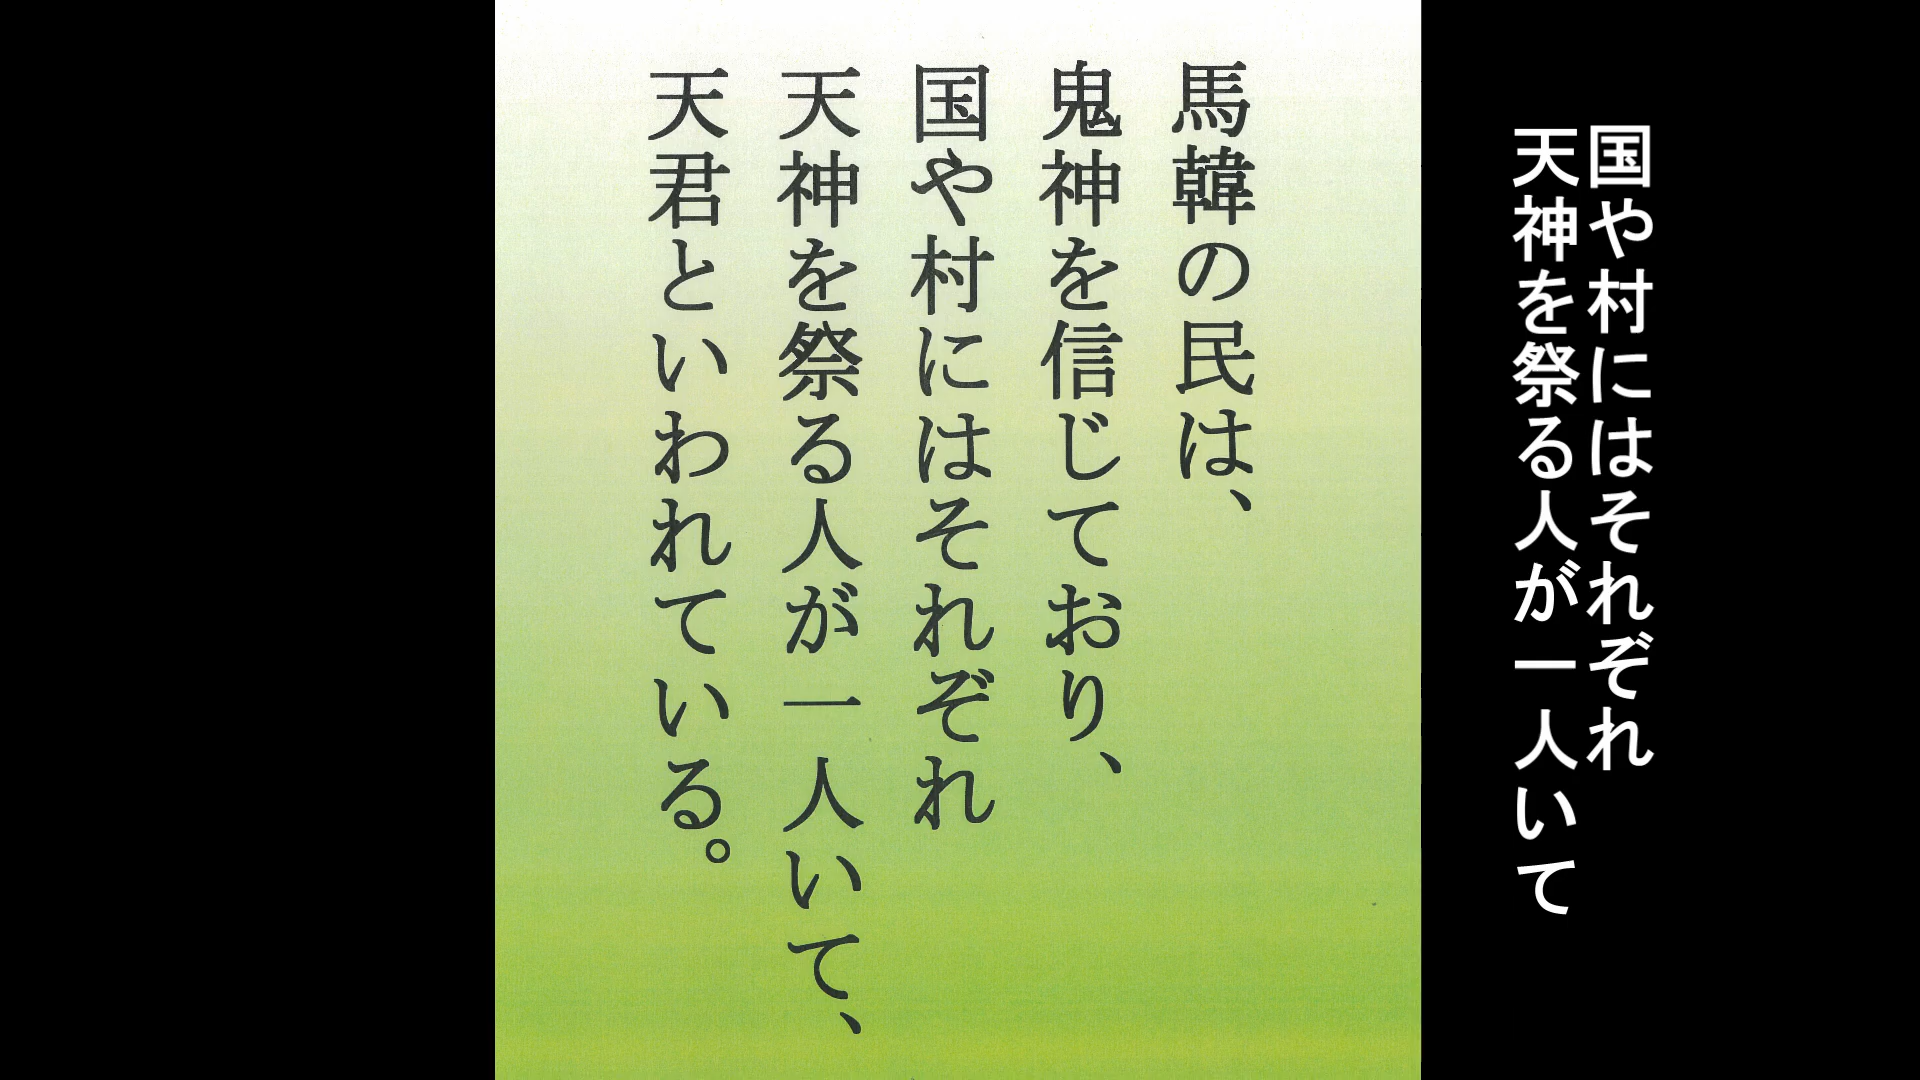 国や村にはそれぞれ
天神を祭る人が一人いて
馬韓の民は、
鬼神を信じており、
国や村にはそれぞれ
天神を祭る人が一人いて、
天君といわれている。